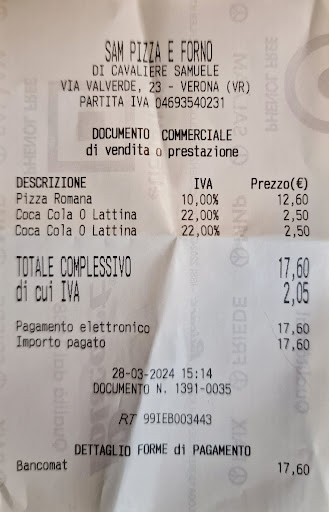 SAM PIZZA E FORNO
DI CAVALIERE SAMUELE
VIA VALVERDE, 23 - VERONA (VR)
PARTITA IVA 04693540231
DOCUMENTO COMMERCIALE
di vendita o prestazione
DESCRIZIONE IVA Prezzo(€)
Pizza Romana 10,00% 12,60
Coca Cola O Lattina 22,00% 2,50
Coca Cola O Lattina 22,00% 2,50
TOTALE COMPLESSIVO 17,60
di cui IVA 2,05
Pagamento elettronico 17,60
Importo pagato 17,60
28-03-2024 15:14
DOCUMENTO N. 1391-0035
RT 99IEB003443
DETTAGLIO FORME di PAGAMENTO
Bancomat 17,60